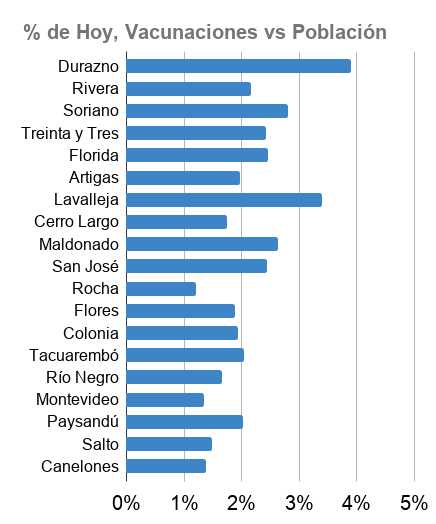 % de Hoy, Vacunaciones vs Población
Durazno
Rivera
Soriano
Treinta y Tres
Florida
Artigas
Lavalleja
Cerro Largo
Maldonado
San José
Rocha
Flores
Colonia
Tacuarembó
Río Negro
Montevideo
Paysandú
Salto
Canelones
0% 1% 2% 3% 4% 5%